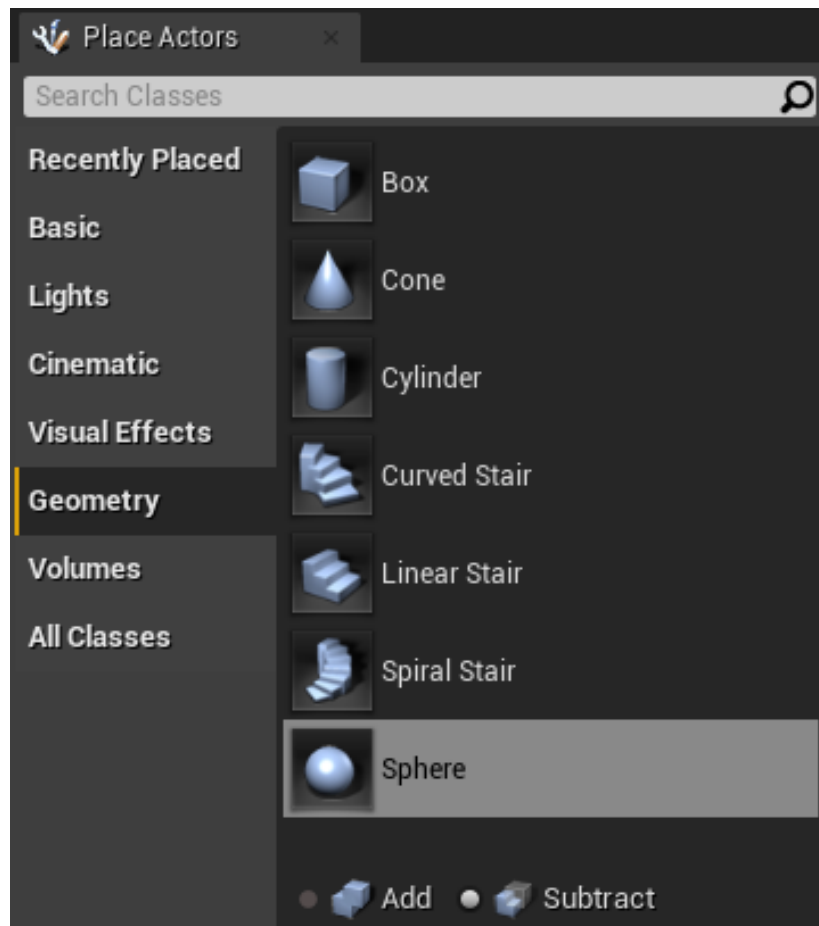 Place Actors
Search Classes
Recently Placed
Basic
Lights
Cinematic
Visual Effects
Geometry
Volumes
All Classes
Box
Cone
Cylinder
Curved Stair
Linear Stair
Spiral Stair
Sphere
Add Subtract